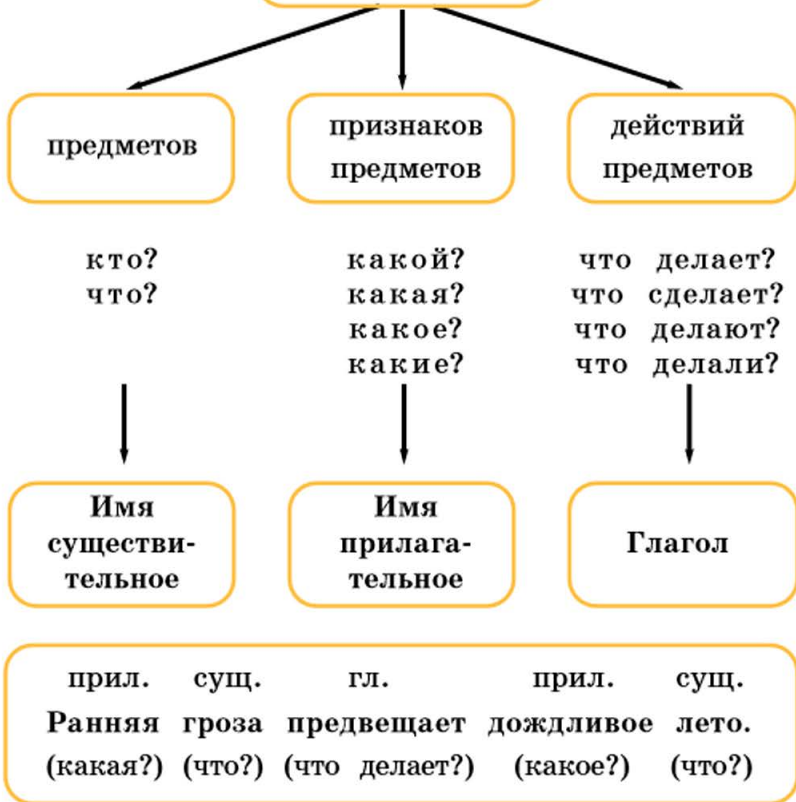 предметов
признаков
предметов
действий
предметов
кто?
что?
какой?
какая?
какое?
какие?
что делает?
что сделает?
что делают?
что делали?
Имя
существи-
тельное
Имя
прилага-
тельное
Глагол
прил. сущ. гл. прил. сущ.
Ранняя гроза предвещает дождливое лето.
(какая?) (что?) (что делает?) (какое?) (что?)